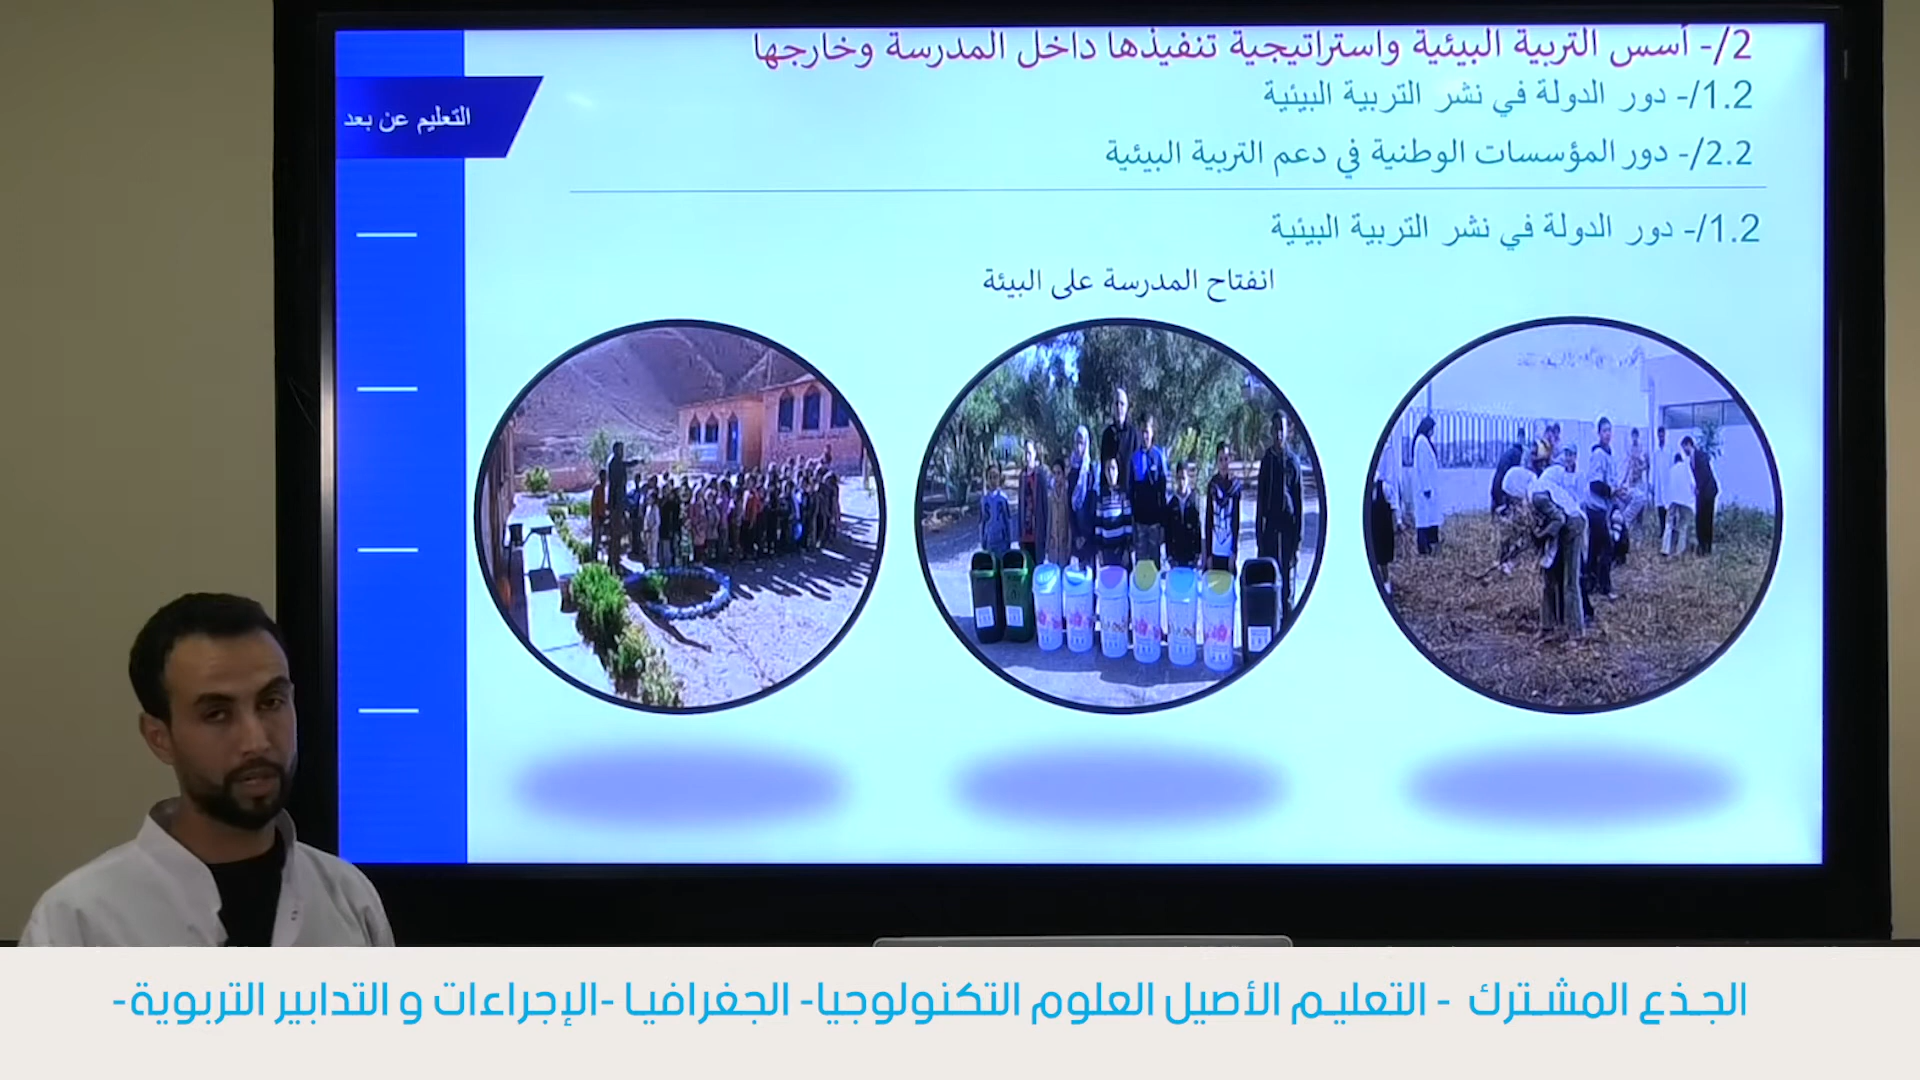 2/- أسس التربية البيئية واستراتيجية تنفيذها داخل المدرسة وخارجها
1.2/- دور الدولة في نشر التربية البيئية
التعليم عن بعد
2.2/- دور المؤسسات الوطنية في دعم التربية البيئية
1.2/- دور الدولة في نشر التربية البيئية
انفتاح المدرسة على البيئة
الجذع المشترك - التعليم الأصيل العلوم التكنولوجيا- الجغرافيا -الإجراءات و التدابير التربوية-